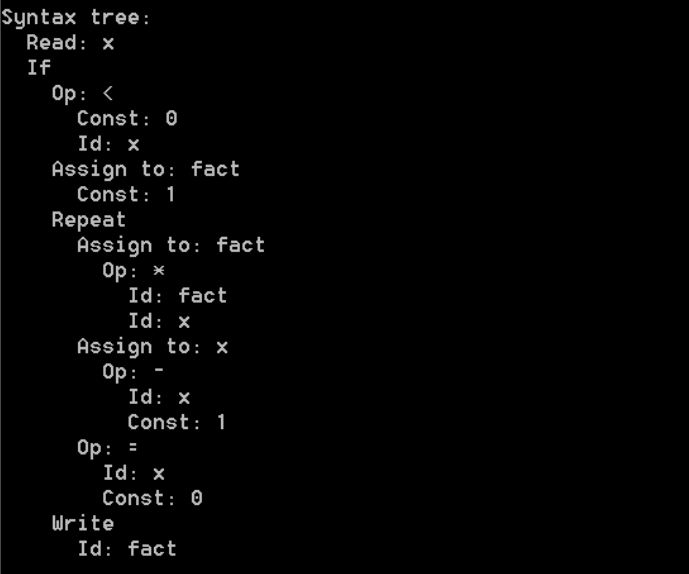 Syntax tree:
  Read: x
  If
    Op: <
      Const: 0
      Id: x
    Assign to: fact
      Const: 1
    Repeat
      Assign to: fact
        Op: *
          Id: fact
          Id: x
      Assign to: x
        Op: -
          Id: x
          Const: 1
      Op: =
        Id: x
        Const: 0
    Write
      Id: fact